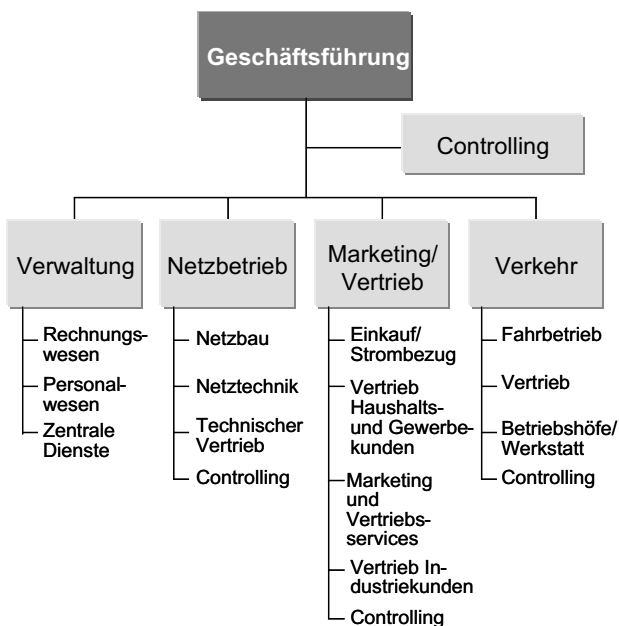 Geschäftsführung
Controlling
Verwaltung
Rechnungs-
wesen
Personal-
wesen
Zentrale
Dienste
Netzbetrieb
Netzbau
Netztechnik
Technischer
Vertrieb
Controlling
Marketing/
Vertrieb
Einkauf/
Strombezug
Vertrieb
Haushalts-
und Gewerbe-
kunden
Marketing
und
Vertriebs-
services
Vertrieb In-
dustriekunden
Controlling
Verkehr
Fahrbetrieb
Vertrieb
Betriebshöfe/
Werkstatt
Controlling